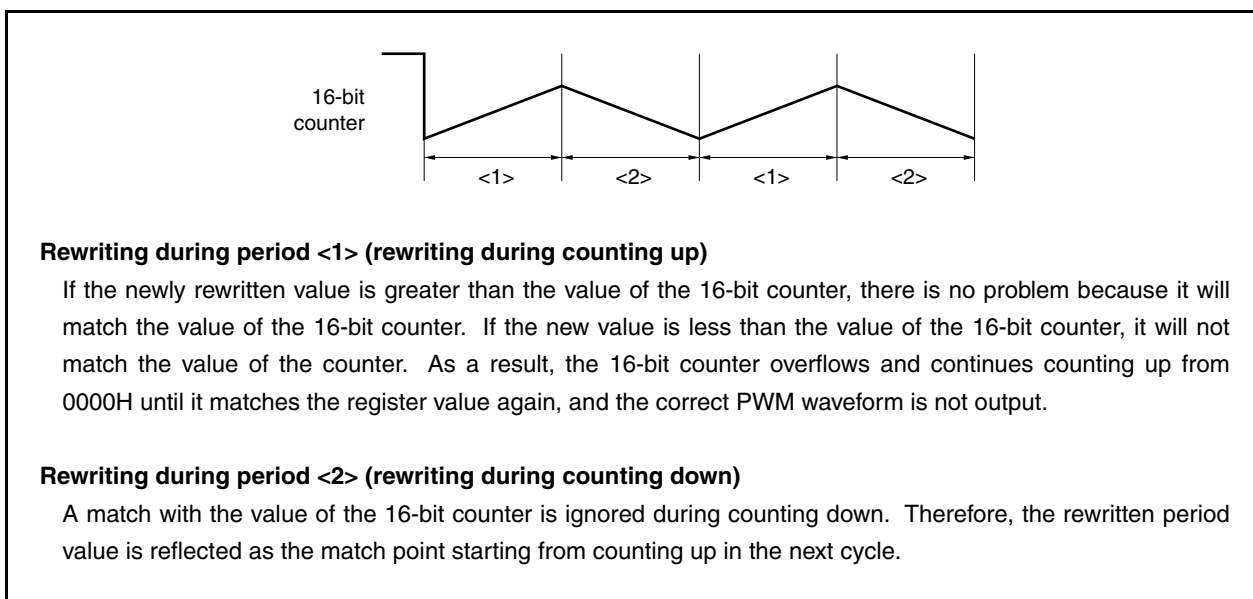 16-bit
counter
<1>
<2>
<1>
<2>
Rewriting during period <1> (rewriting during counting up)
If the newly rewritten value is greater than the value of the 16-bit counter, there is no problem because it will
match the value of the 16-bit counter. If the new value is less than the value of the 16-bit counter, it will not
match the value of the counter. As a result, the 16-bit counter overflows and continues counting up from
0000H until it matches the register value again, and the correct PWM waveform is not output.
Rewriting during period <2> (rewriting during counting down)
A match with the value of the 16-bit counter is ignored during counting down. Therefore, the rewritten period
value is reflected as the match point starting from counting up in the next cycle.